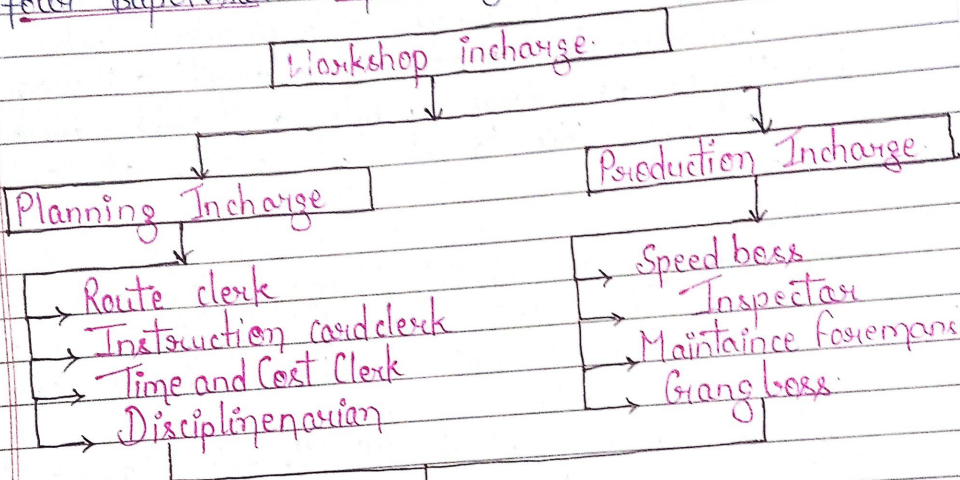 Workshop incharge.
Planning Incharge
Production Incharge.
Route clerk
Instruction card clerk
Time and Cost Clerk
Disciplinenarian
Speed boss
Inspector
Maintaince foremans
Gang boss.